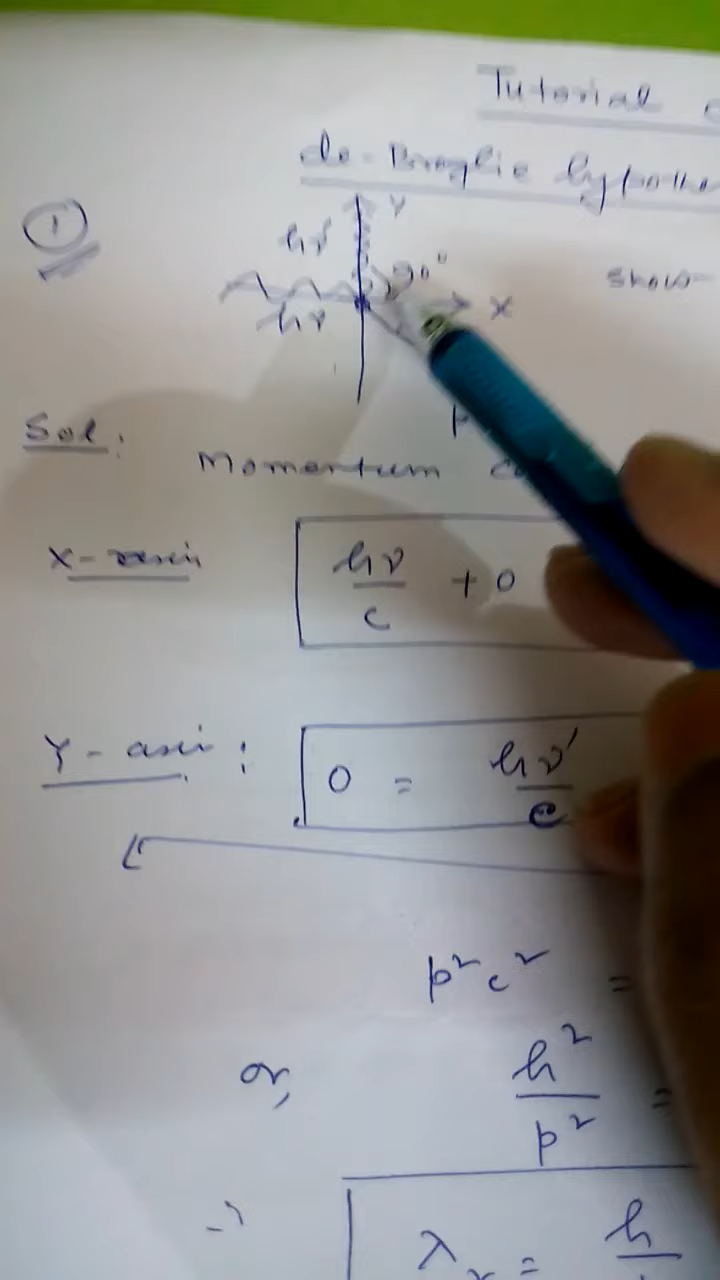 Tutorial
de-Broglie hypothe
①
Y
hν'
90°
show
X
hν
Sol:
Momentum
X-axis
hν/c + 0
Y-axis :
0 = hν'/c
p²c² =
or,
h²/p² =
λ = h